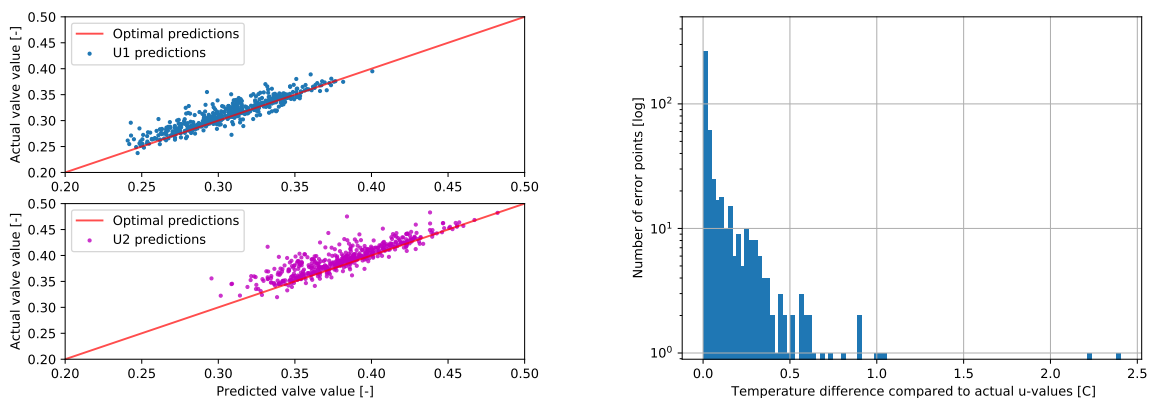 0.50
0.45
0.40
0.35
0.30
0.25
0.20
Actual valve value [-]
Optimal predictions
U1 predictions
0.20 0.25 0.30 0.35 0.40 0.45 0.50
0.50
0.45
0.40
0.35
0.30
0.25
0.20
Actual valve value [-]
Optimal predictions
U2 predictions
0.20 0.25 0.30 0.35 0.40 0.45 0.50
Predicted valve value [-]
Number of error points [log]
10²
10¹
10⁰
0.0 0.5 1.0 1.5 2.0 2.5
Temperature difference compared to actual u-values [C]